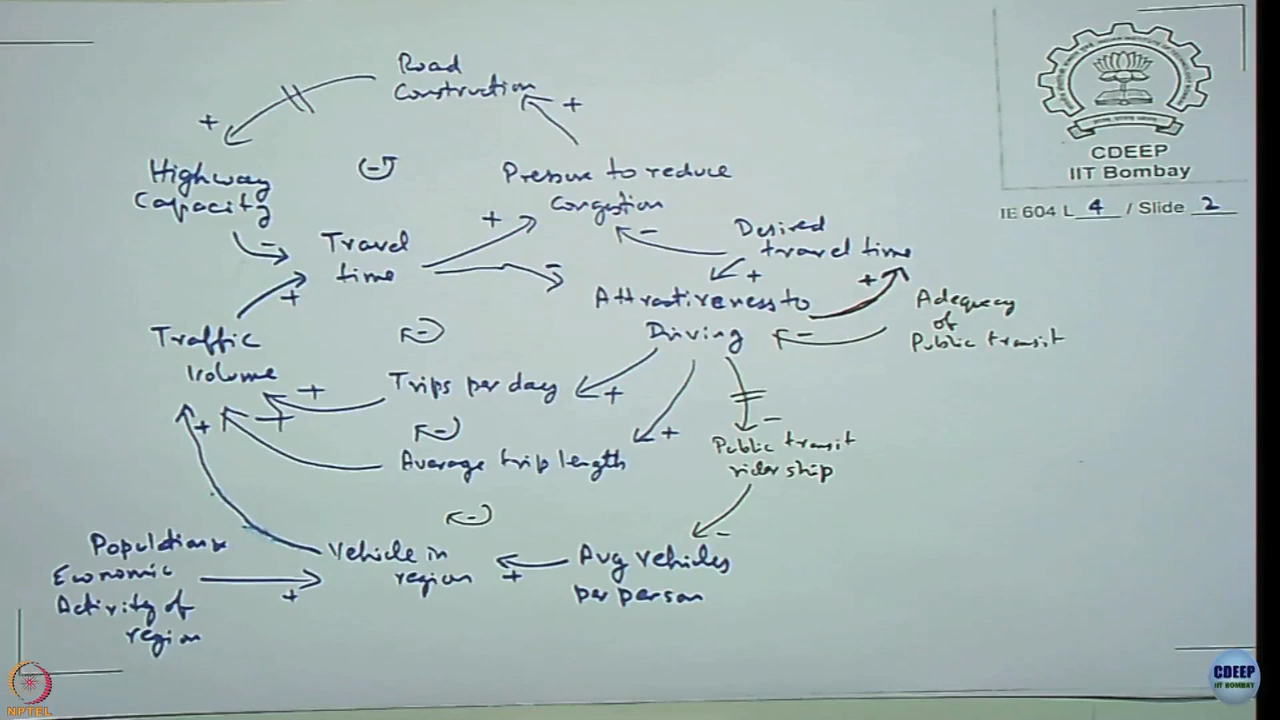 Road
Construction
+
+
+
Highway
Capacity
-
Pressure to reduce
Congestion
-
Travel
time
+
-
Desired
travel time
-
+
+
+
Attractiveness to
Driving
-
Adequacy
of
Public transit
Traffic
Volume
-
Trips per day
+
+
+
-
Average trip length
+
+
-
Public transit
ridership
-
-
Vehicle in
region
+
Avg vehicles
per person
Population &
Economic
Activity of
region
+
CDEEP
IIT Bombay
IE 604 L 4 / Slide 2
NPTEL
CDEEP
IIT BOMBAY